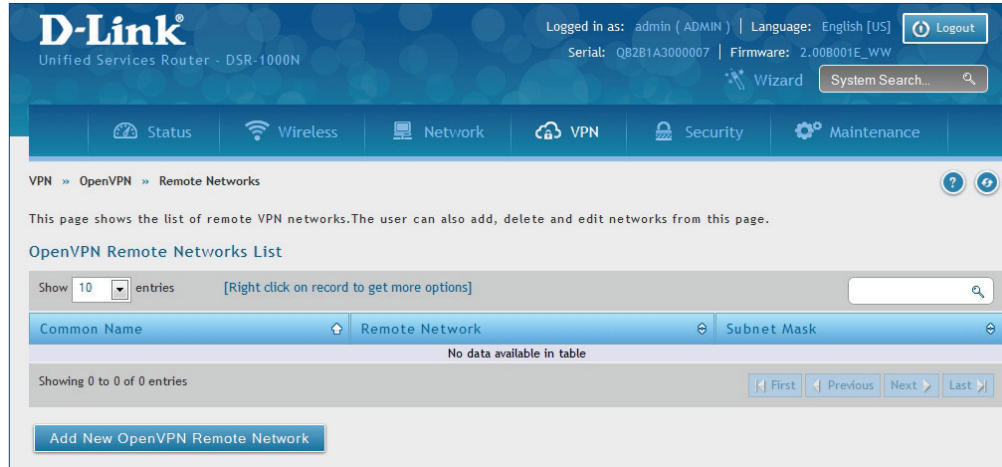 D-Link®
Unified Services Router - DSR-1000N
Logged in as: admin ( ADMIN ) | Language: English [US]
Logout
Serial: QB2B1A3000007 | Firmware: 2.00B001E_WW
Wizard
System Search...
Status
Wireless
Network
VPN
Security
Maintenance
VPN » OpenVPN » Remote Networks
This page shows the list of remote VPN networks.The user can also add, delete and edit networks from this page.
OpenVPN Remote Networks List
Show 10 entries
[Right click on record to get more options]
Common Name
Remote Network
Subnet Mask
No data available in table
Showing 0 to 0 of 0 entries
First
Previous
Next
Last
Add New OpenVPN Remote Network